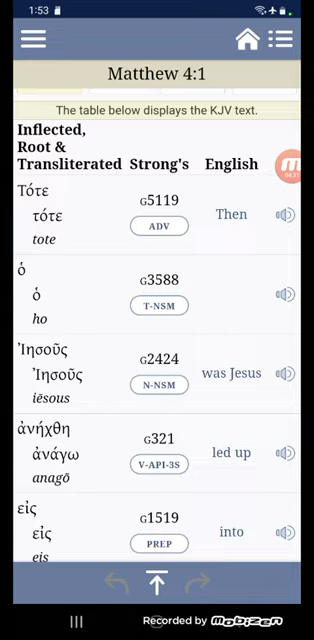 1:53
Matthew 4:1
The table below displays the KJV text.
Inflected,
Root &
Transliterated Strong's English
Τότε
τότε
tote
G5119
ADV
Then
ὁ
ὁ
ho
G3588
T-NSM
Ἰησοῦς
Ἰησοῦς
iēsous
G2424
N-NSM
was Jesus
ἀνήχθη
ἀνάγω
anagō
G321
V-API-3S
led up
εἰς
εἰς
eis
G1519
PREP
into
Recorded by mobizen